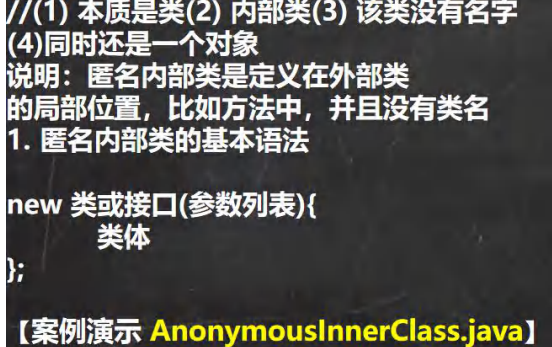 //(1) 本质是类(2) 内部类(3) 该类没有名字
(4)同时还是一个对象
说明：匿名内部类是定义在外部类
的局部位置，比如方法中，并且没有类名
1. 匿名内部类的基本语法
new 类或接口(参数列表){
类体
};
【案例演示 AnonymousInnerClass.java】